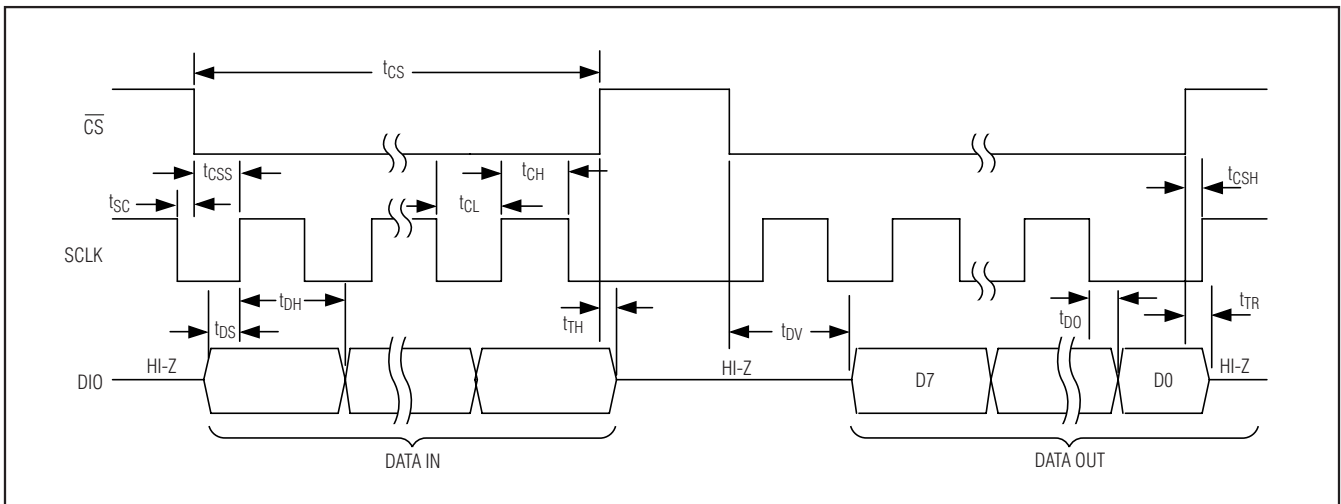 tCS
CS
tCSS
tCH
tCSH
tSC
tCL
SCLK
tDH
tTH
tDO
tTR
tDS
tDV
DIO
HI-Z
HI-Z
D7
D0
HI-Z
DATA IN
DATA OUT